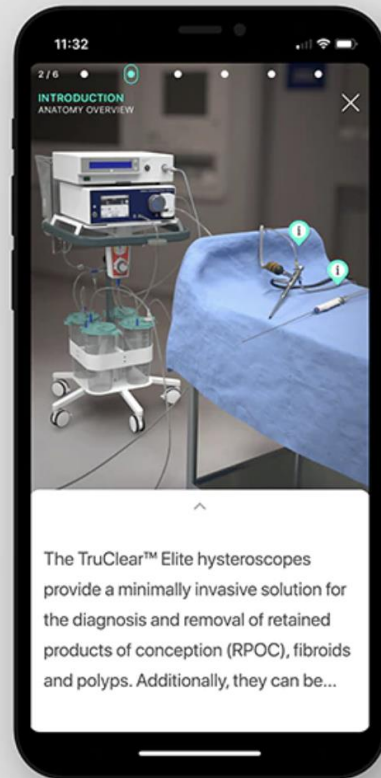 11:32
2/6
INTRODUCTION
ANATOMY OVERVIEW
i
i
The TruClear™ Elite hysteroscopes
provide a minimally invasive solution for
the diagnosis and removal of retained
products of conception (RPOC), fibroids
and polyps. Additionally, they can be...